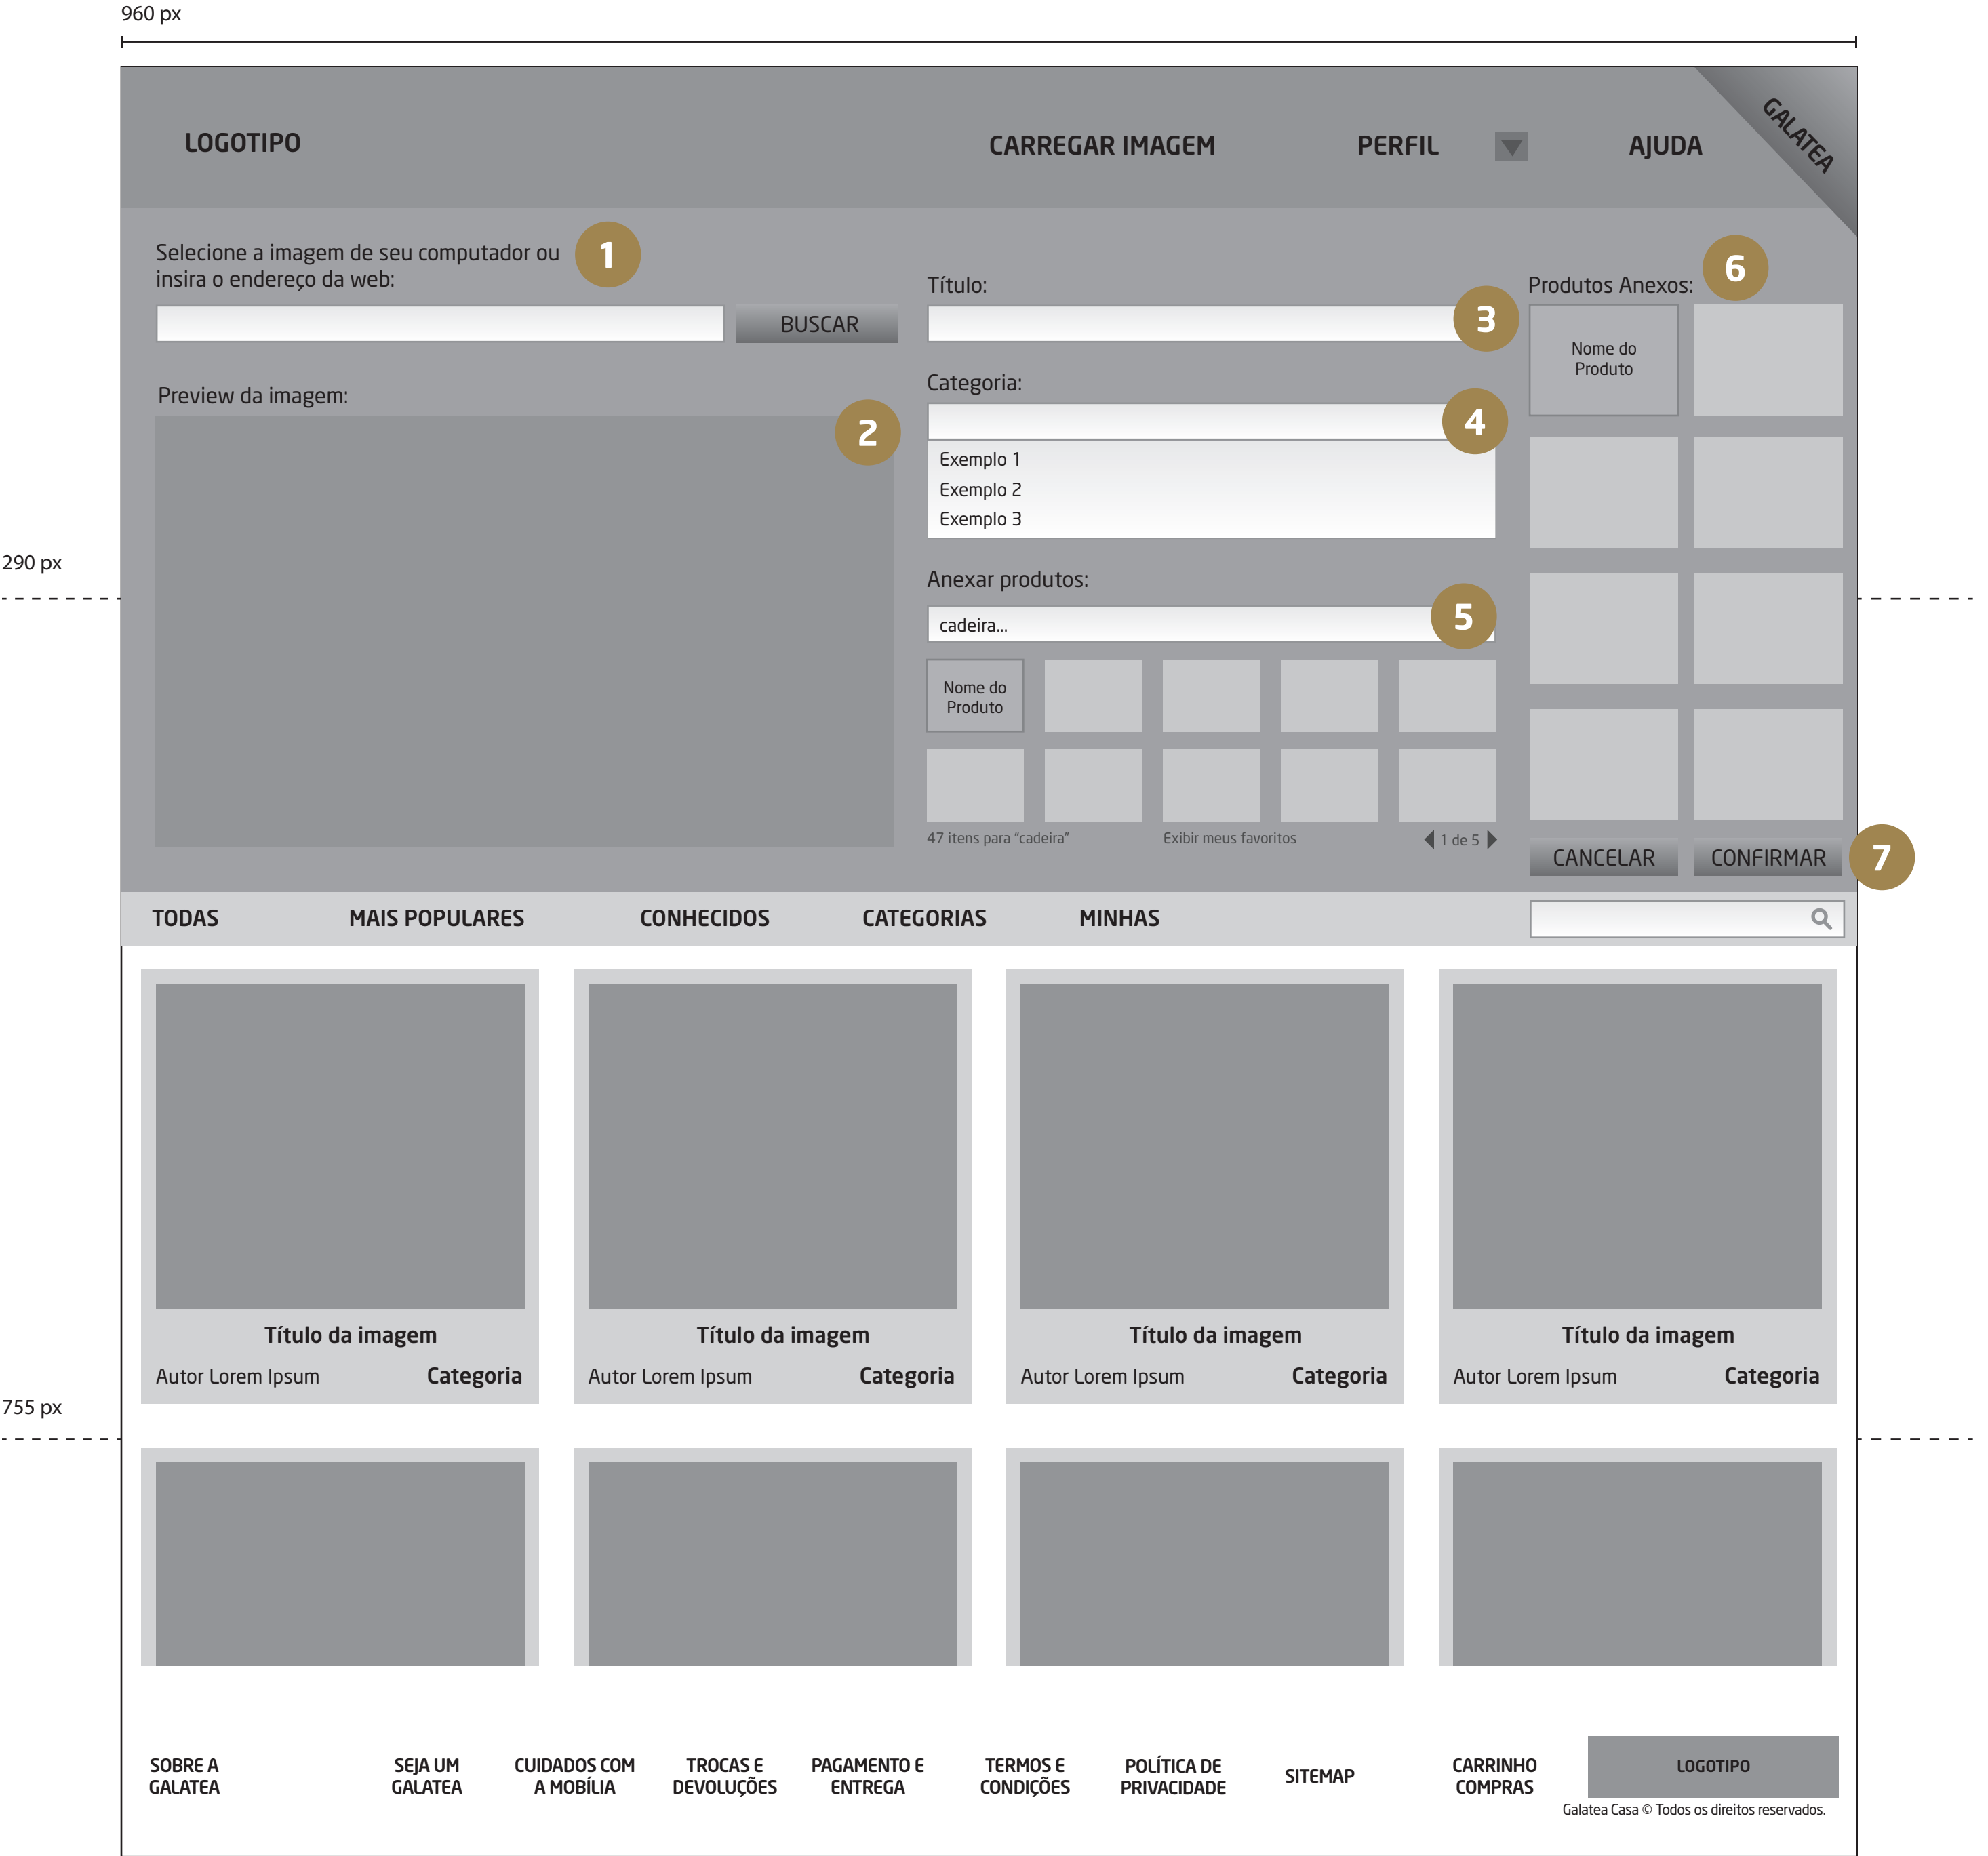 960 px
LOGOTIPO
CARREGAR IMAGEM
PERFIL
AJUDA
GALATEA
Selecione a imagem de seu computador ou
insira o endereço da web:
1
BUSCAR
Preview da imagem:
2
Título:
3
Categoria:
4
Exemplo 1
Exemplo 2
Exemplo 3
Anexar produtos:
cadeira...
5
Nome do
Produto
47 itens para "cadeira"
Exibir meus favoritos
1 de 5
Produtos Anexos:
6
Nome do
Produto
CANCELAR
CONFIRMAR
7
290 px
TODAS
MAIS POPULARES
CONHECIDOS
CATEGORIAS
MINHAS
Título da imagem
Autor Lorem Ipsum
Categoria
Título da imagem
Autor Lorem Ipsum
Categoria
Título da imagem
Autor Lorem Ipsum
Categoria
Título da imagem
Autor Lorem Ipsum
Categoria
755 px
SOBRE A
GALATEA
SEJA UM
GALATEA
CUIDADOS COM
A MOBÍLIA
TROCAS E
DEVOLUÇÕES
PAGAMENTO E
ENTREGA
TERMOS E
CONDIÇÕES
POLÍTICA DE
PRIVACIDADE
SITEMAP
CARRINHO
COMPRAS
LOGOTIPO
Galatea Casa © Todos os direitos reservados.